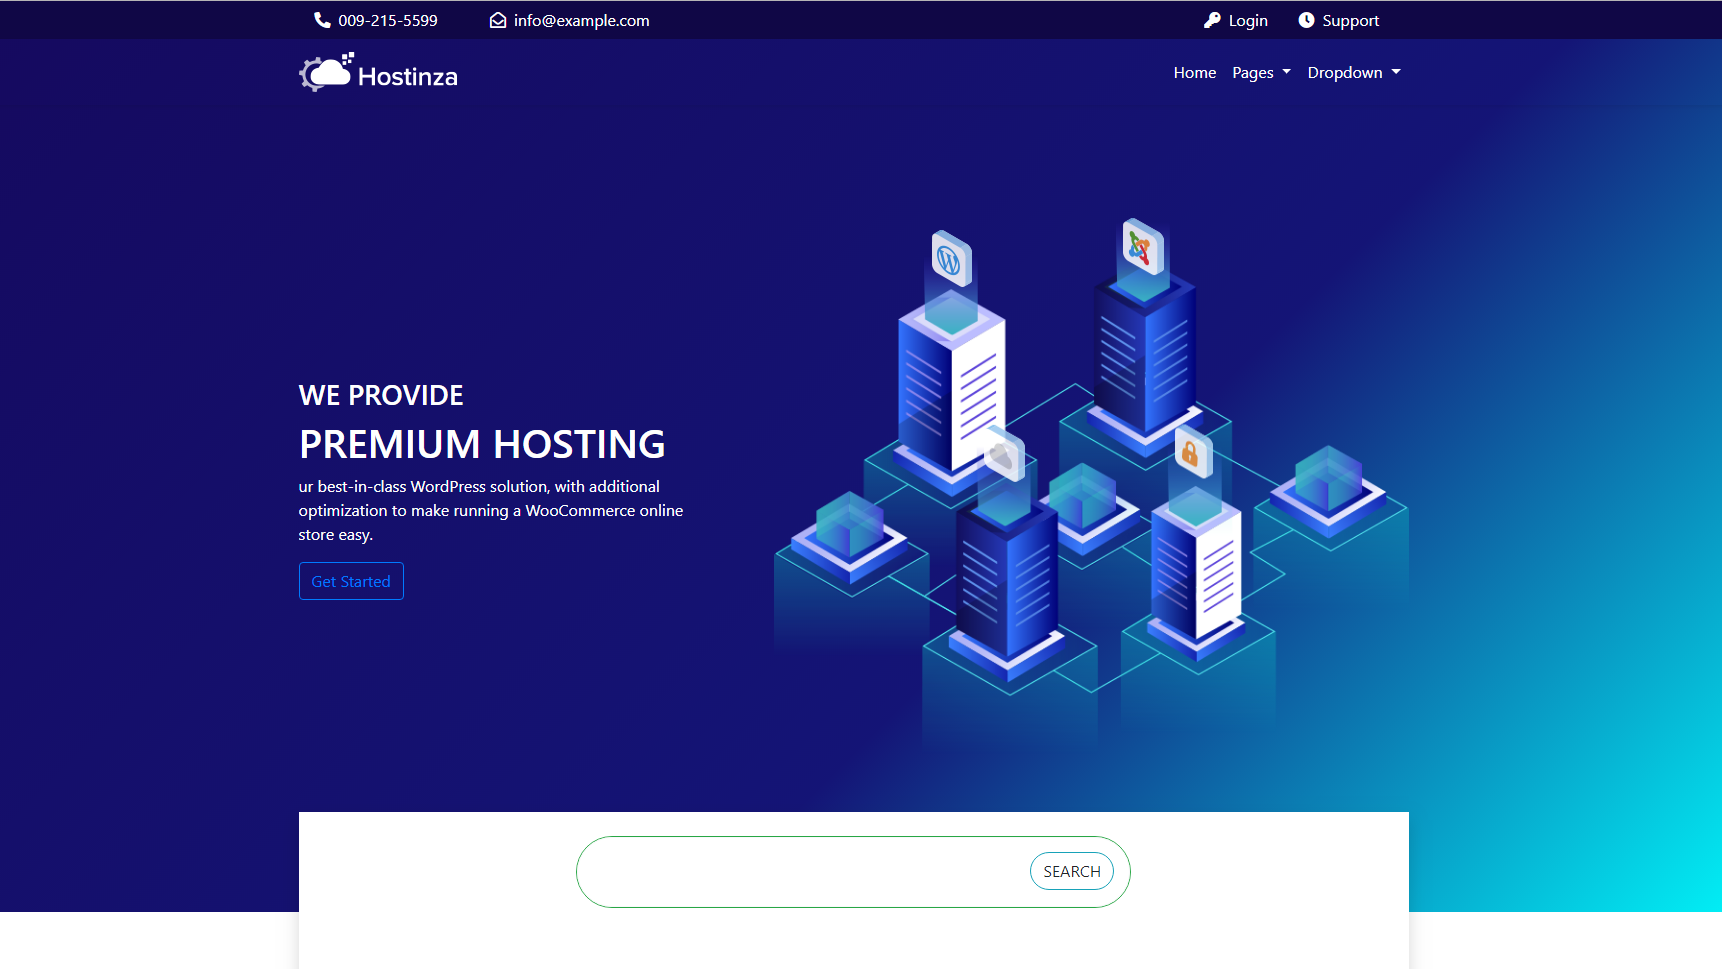 009-215-5599 info@example.com Login Support
Hostinza Home Pages Dropdown
WE PROVIDE
PREMIUM HOSTING
ur best-in-class WordPress solution, with additional
optimization to make running a WooCommerce online
store easy.
Get Started
SEARCH